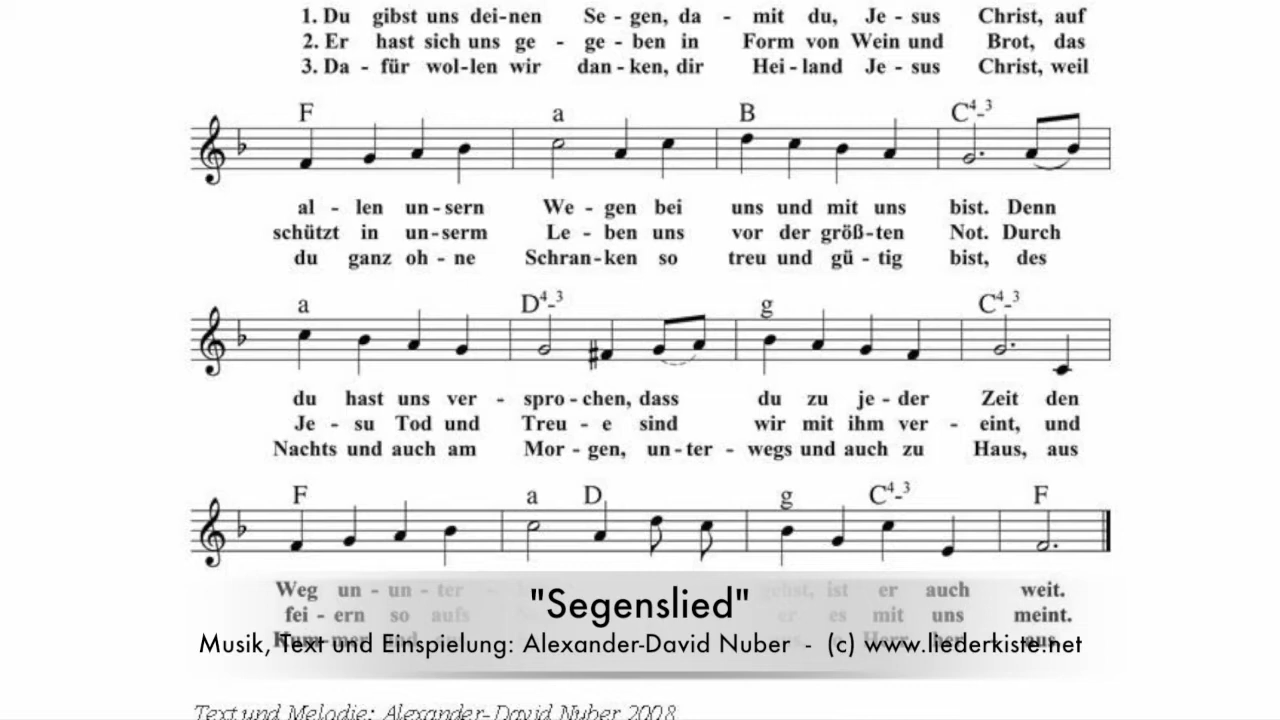 1. Du gibst uns dei-nen Se - gen, da - mit du, Je - sus Christ, auf
2. Er hast sich uns ge - ge - ben in Form von Wein und Brot, das
3. Da - für wol-len wir dan-ken, dir Hei-land Je - sus Christ, weil
F a B C4-3
al - len un-sern We - gen bei uns und mit uns bist. Denn
schützt in un-serm Le - ben uns vor der größ-ten Not. Durch
du ganz oh - ne Schran-ken so treu und gü - tig bist, des
a D4-3 g C4-3
du hast uns ver - spro-chen, dass du zu je - der Zeit den
Je - su Tod und Treu - e sind wir mit ihm ver - eint, und
Nachts und auch am Mor - gen, un-ter - wegs und auch zu Haus, aus
F a D g C4-3 F
Weg un - un - ter - ist er auch weit.
fei - ern so aufs er es mit uns meint.
"Segenslied"
Musik, Text und Einspielung: Alexander-David Nuber - (c) www.liederkiste.net
Text und Melodie: Alexander-David Nuber 2008